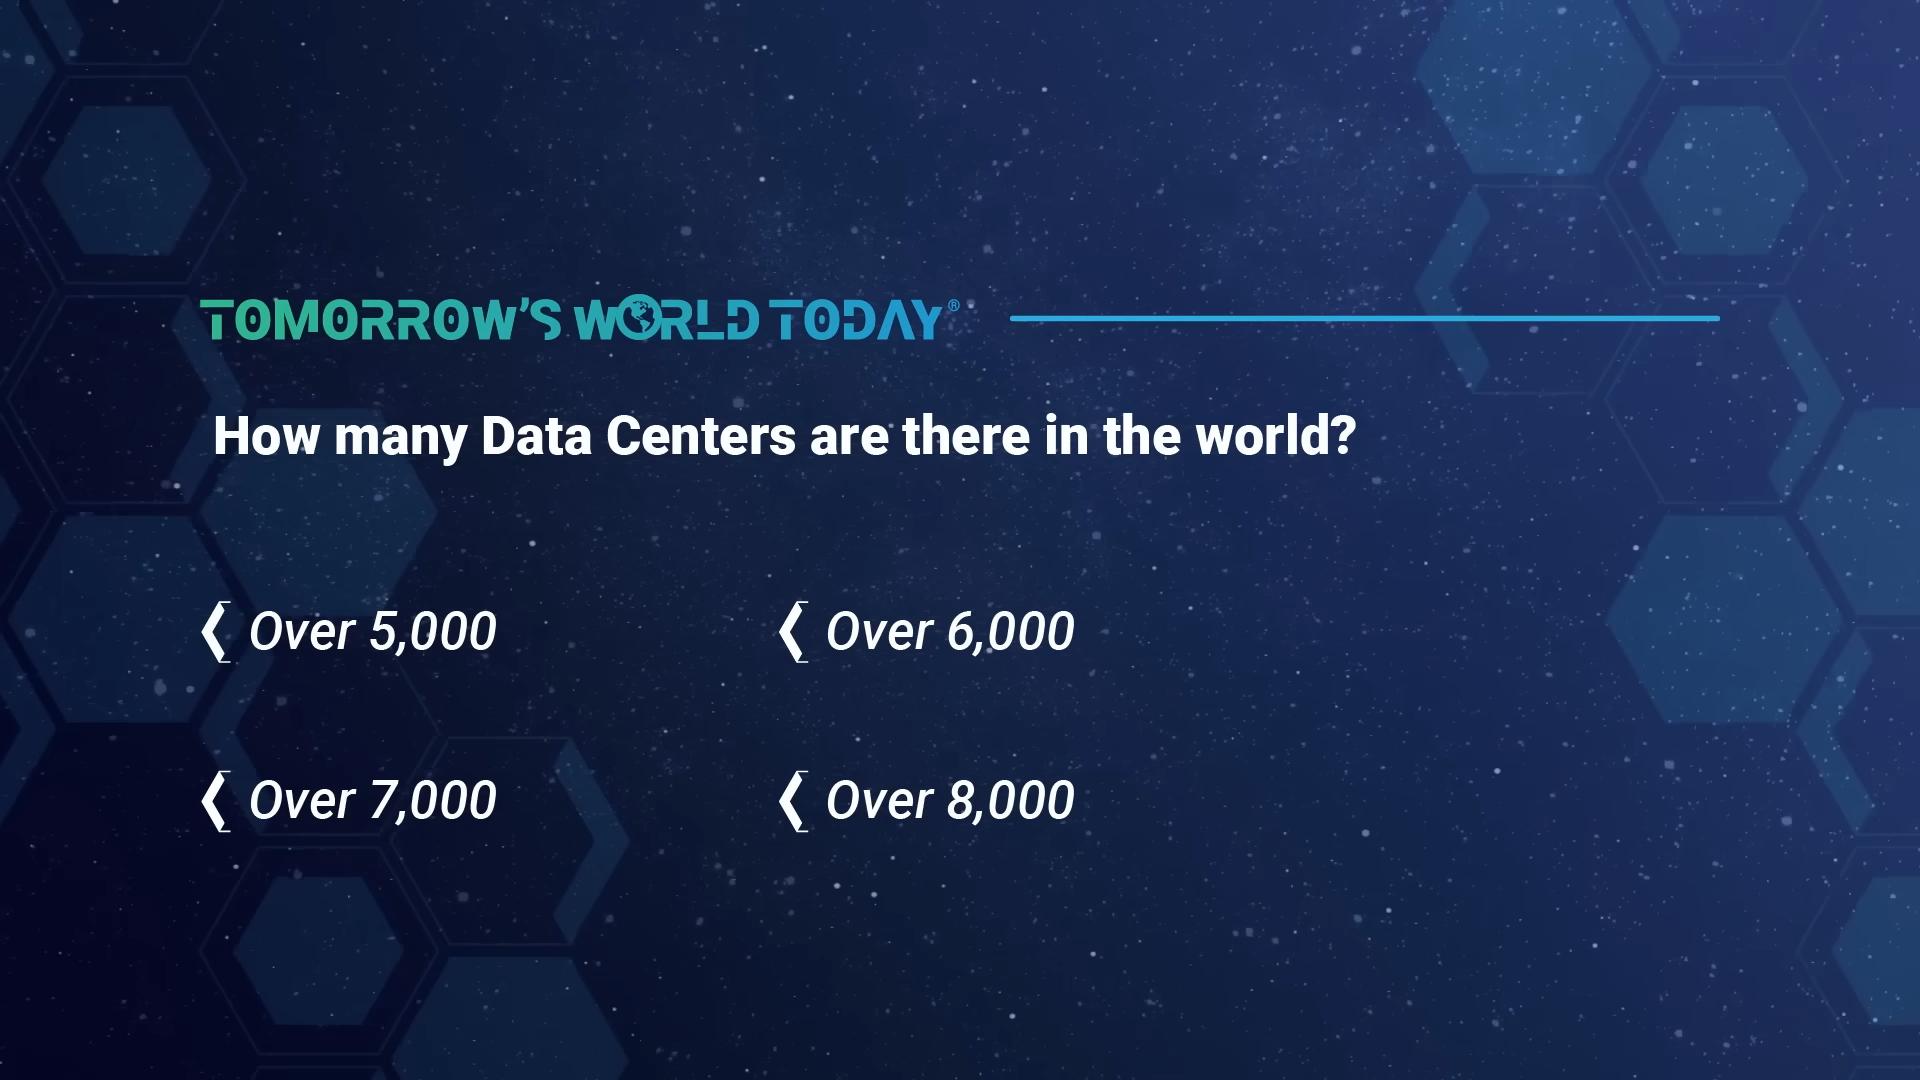 TOMORROW'S WORLD TODAY®
How many Data Centers are there in the world?
Over 5,000
Over 6,000
Over 7,000
Over 8,000